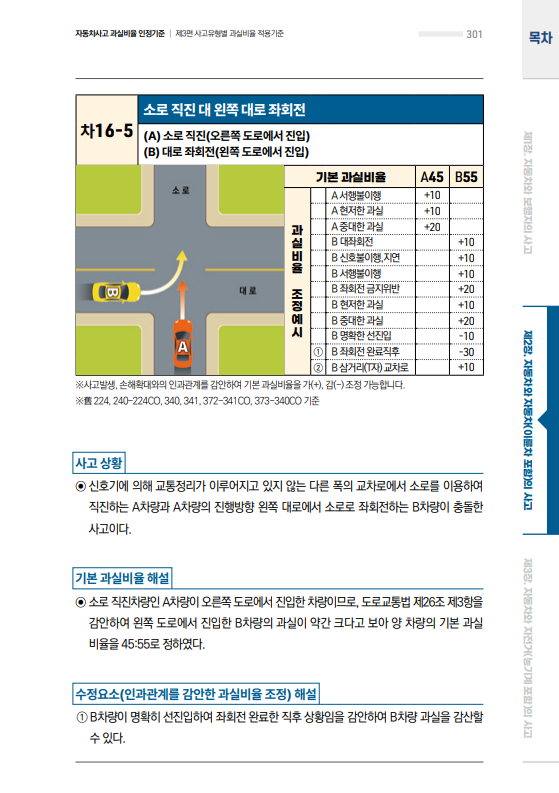 자동차사고 과실비율 인정기준 | 제3편 사고유형별 과실비율 적용기준
301
목차
차16-5
소로 직진 대 왼쪽 대로 좌회전
(A) 소로 직진(오른쪽 도로에서 진입)
(B) 대로 좌회전(왼쪽 도로에서 진입)
소로
대로
B
A
기본 과실비율 A45 B55
과실비율 조정예시
A 서행불이행 +10
A 현저한 과실 +10
A 중대한 과실 +20
B 대좌회전 +10
B 신호불이행,지연 +10
B 서행불이행 +10
B 좌회전 금지위반 +20
B 현저한 과실 +10
B 중대한 과실 +20
B 명확한 선진입 -10
① B 좌회전 완료직후 -30
② B 삼거리(T자) 교차로 +10
※사고발생, 손해확대와의 인과관계를 감안하여 기본 과실비율을 가(+), 감(-) 조정 가능합니다.
※舊 224, 240-224CO, 340, 341, 372-341CO, 373-340CO 기준
사고 상황
◉ 신호기에 의해 교통정리가 이루어지고 있지 않는 다른 폭의 교차로에서 소로를 이용하여
직진하는 A차량과 A차량의 진행방향 왼쪽 대로에서 소로로 좌회전하는 B차량이 충돌한
사고이다.
기본 과실비율 해설
◉ 소로 직진차량인 A차량이 오른쪽 도로에서 진입한 차량이므로, 도로교통법 제26조 제3항을
감안하여 왼쪽 도로에서 진입한 B차량의 과실이 약간 크다고 보아 양 차량의 기본 과실
비율을 45:55로 정하였다.
수정요소(인과관계를 감안한 과실비율 조정) 해설
① B차량이 명확히 선진입하여 좌회전 완료한 직후 상황임을 감안하여 B차량 과실을 감산할
수 있다.
제1장. 자동차와 보행자의 사고
제2장. 자동차와 자동차(이륜차 포함)의 사고
제3장. 자동차와 자전거(농기계 포함)의 사고